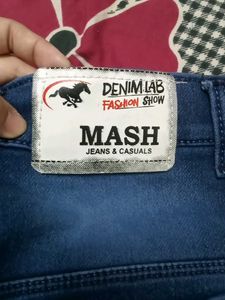 DENIM LAB
FASHION SHOW
MASH
JEANS & CASUALS